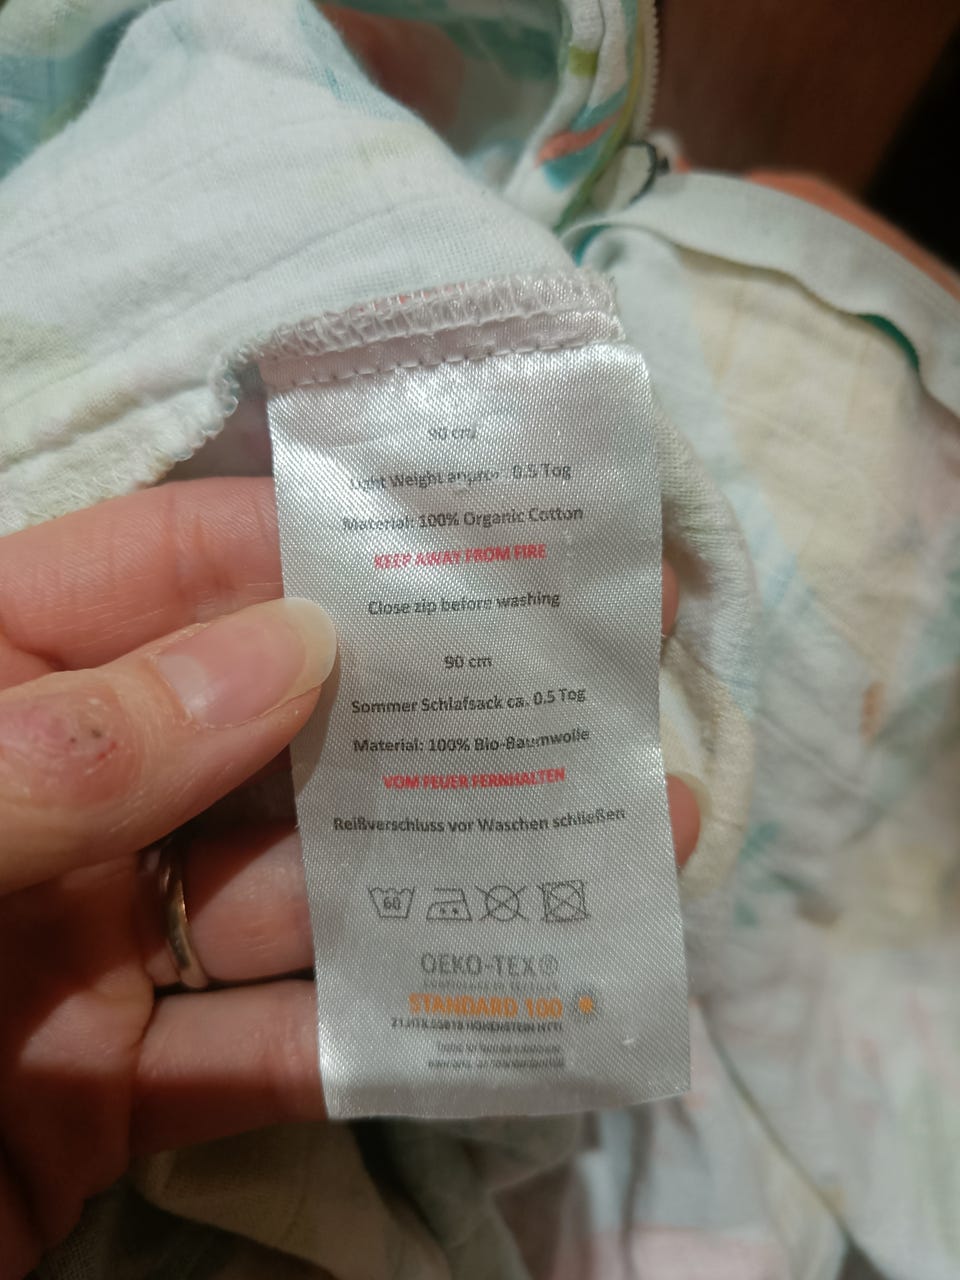 90 cm
Light Weight approx. 0.5 Tog
Material: 100% Organic Cotton
KEEP AWAY FROM FIRE
Close zip before washing
90 cm
Sommer Schlafsack ca. 0.5 Tog
Material: 100% Bio-Baumwolle
VOM FEUER FERNHALTEN
Reißverschluss vor Waschen schließen
60
OEKO-TEX®
STANDARD 100
HOHENSTEIN HTTI